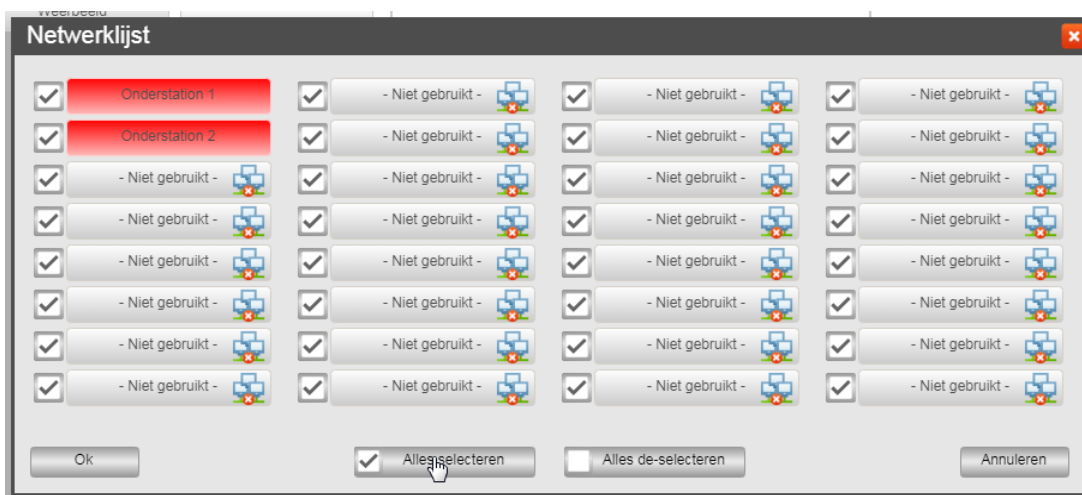 Weerbeeld
Netwerklijst
Onderstation 1 - Niet gebruikt - - Niet gebruikt - - Niet gebruikt -
Onderstation 2 - Niet gebruikt - - Niet gebruikt - - Niet gebruikt -
- Niet gebruikt - - Niet gebruikt - - Niet gebruikt - - Niet gebruikt -
- Niet gebruikt - - Niet gebruikt - - Niet gebruikt - - Niet gebruikt -
- Niet gebruikt - - Niet gebruikt - - Niet gebruikt - - Niet gebruikt -
- Niet gebruikt - - Niet gebruikt - - Niet gebruikt - - Niet gebruikt -
- Niet gebruikt - - Niet gebruikt - - Niet gebruikt - - Niet gebruikt -
- Niet gebruikt - - Niet gebruikt - - Niet gebruikt - - Niet gebruikt -
Ok Alles selecteren Alles de-selecteren Annuleren